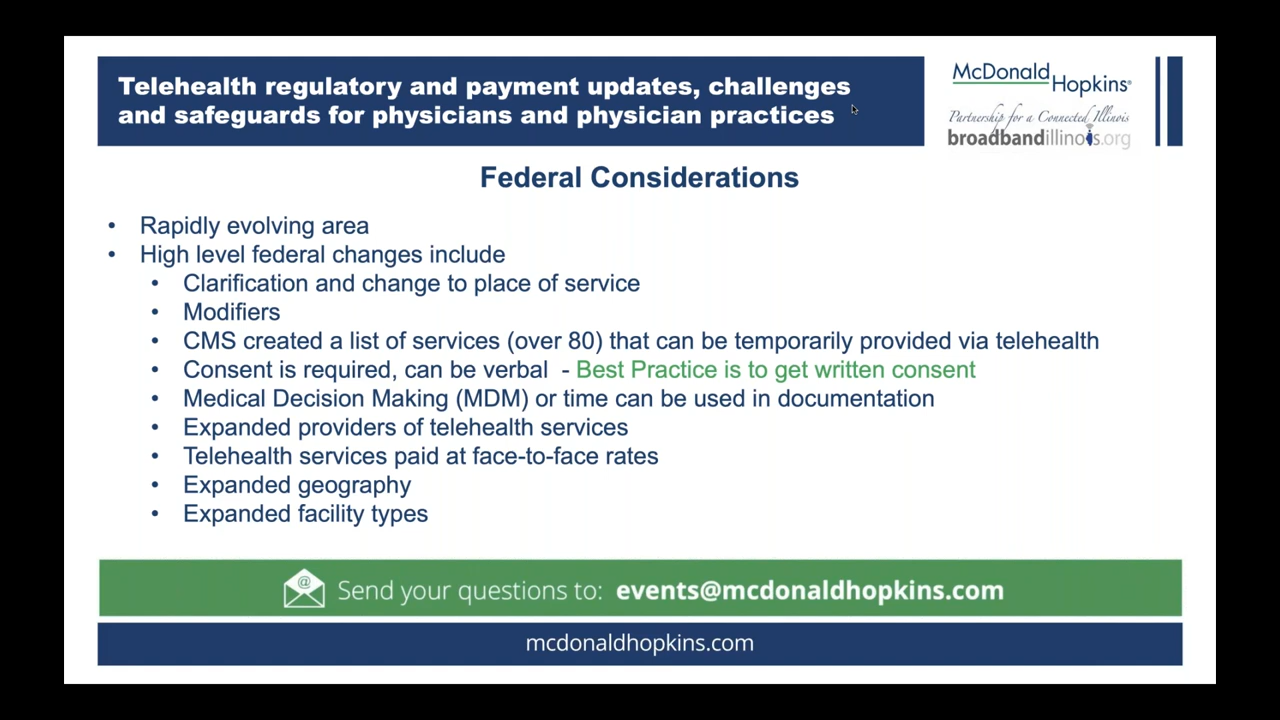 Telehealth regulatory and payment updates, challenges
and safeguards for physicians and physician practices
McDonald
Hopkins®
Partnership for a Connected Illinois
broadbandillinois.org
Federal Considerations
• Rapidly evolving area
• High level federal changes include
• Clarification and change to place of service
• Modifiers
• CMS created a list of services (over 80) that can be temporarily provided via telehealth
• Consent is required, can be verbal - Best Practice is to get written consent
• Medical Decision Making (MDM) or time can be used in documentation
• Expanded providers of telehealth services
• Telehealth services paid at face-to-face rates
• Expanded geography
• Expanded facility types
@ Send your questions to: events@mcdonaldhopkins.com
mcdonaldhopkins.com